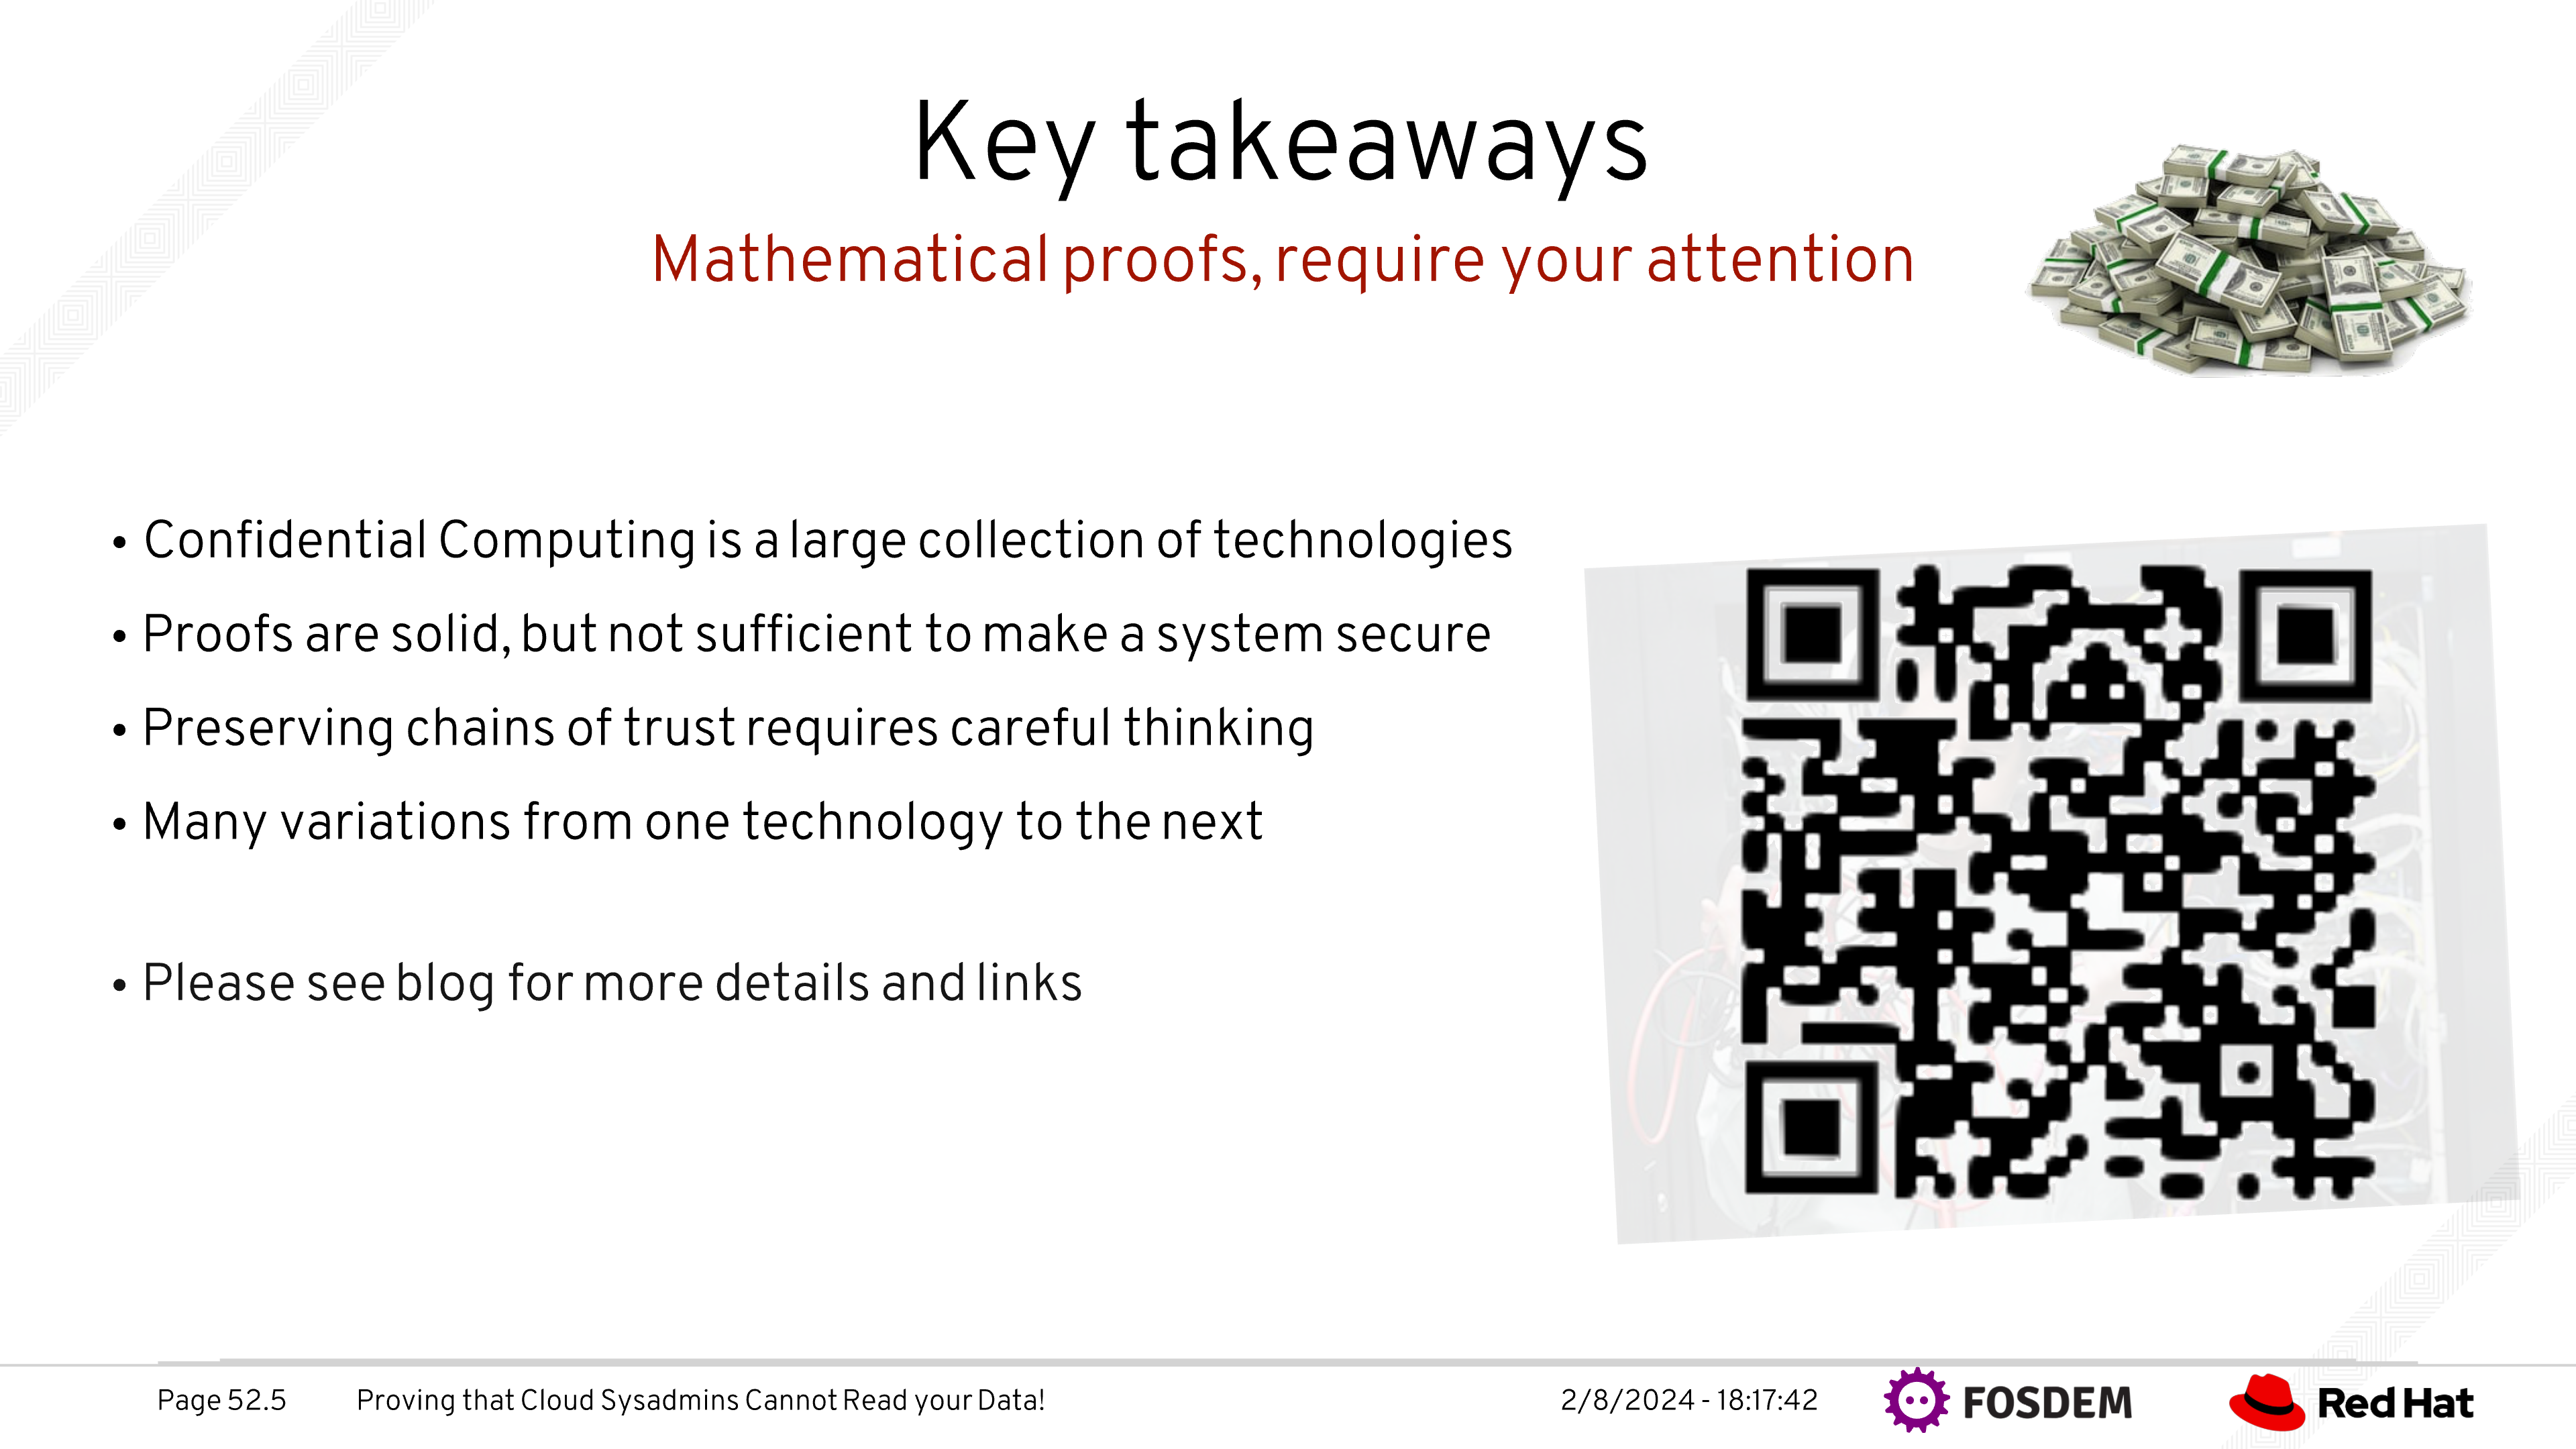 Key takeaways
Mathematical proofs, require your attention
• Confidential Computing is a large collection of technologies
• Proofs are solid, but not sufficient to make a system secure
• Preserving chains of trust requires careful thinking
• Many variations from one technology to the next
• Please see blog for more details and links
Page 52.5 Proving that Cloud Sysadmins Cannot Read your Data! 2/8/2024 - 18:17:42 FOSDEM Red Hat